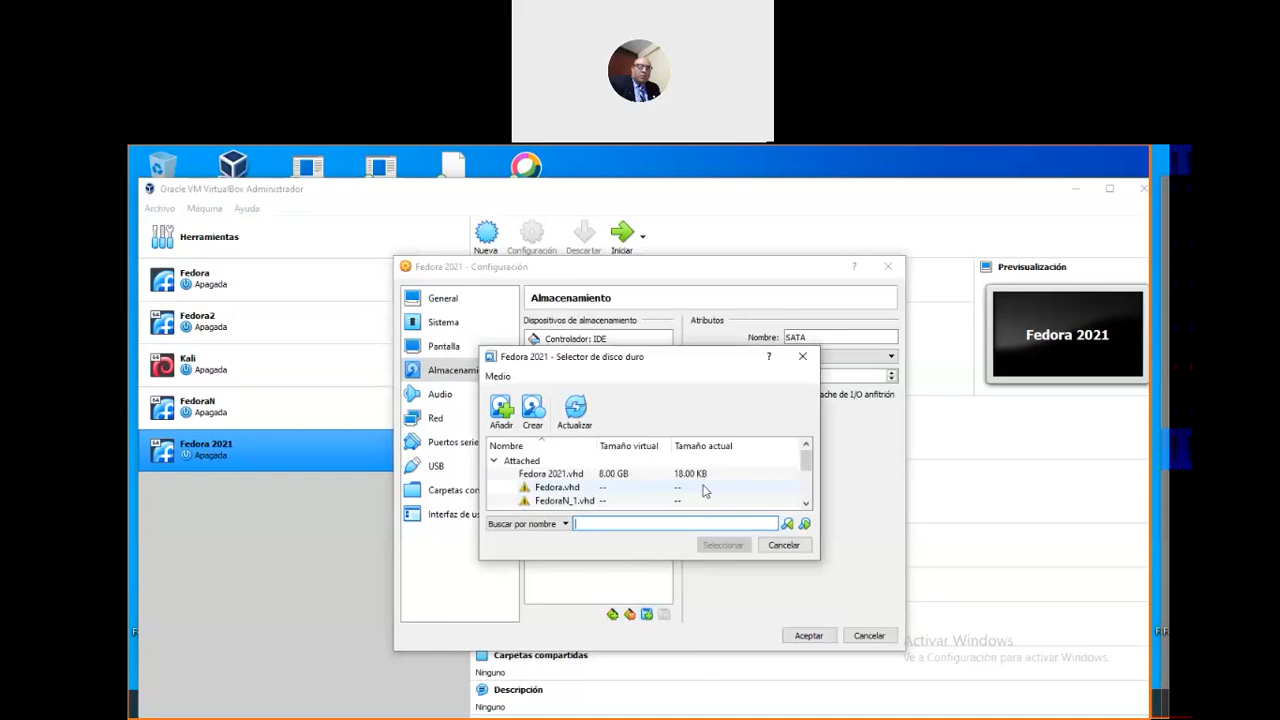 Oracle VM VirtualBox Administrador
Archivo Máquina Ayuda
Herramientas
Nueva Configuración Descartar Iniciar
Fedora
Apagada
Fedora2
Apagada
Kali
Apagada
FedoraN
Apagada
Fedora 2021
Apagada
Fedora 2021 - Configuración
General
Sistema
Pantalla
Almacenami
Audio
Red
Puertos serie
USB
Carpetas con
Interfaz de us
Almacenamiento
Dispositivos de almacenamiento
Controlador: IDE
Atributos
Nombre: SATA
ache de I/O anfitrión
Fedora 2021 - Selector de disco duro
Medio
Añadir Crear Actualizar
Nombre Tamaño virtual Tamaño actual
Attached
Fedora 2021.vhd 8.00 GB 18.00 KB
Fedora.vhd -- --
FedoraN_1.vhd -- --
Buscar por nombre
Seleccionar Cancelar
Aceptar Cancelar
Previsualización
Fedora 2021
Carpetas compartidas
Ninguno
Descripción
Ninguno
Activar Windows
Ve a Configuración para activar Windows.